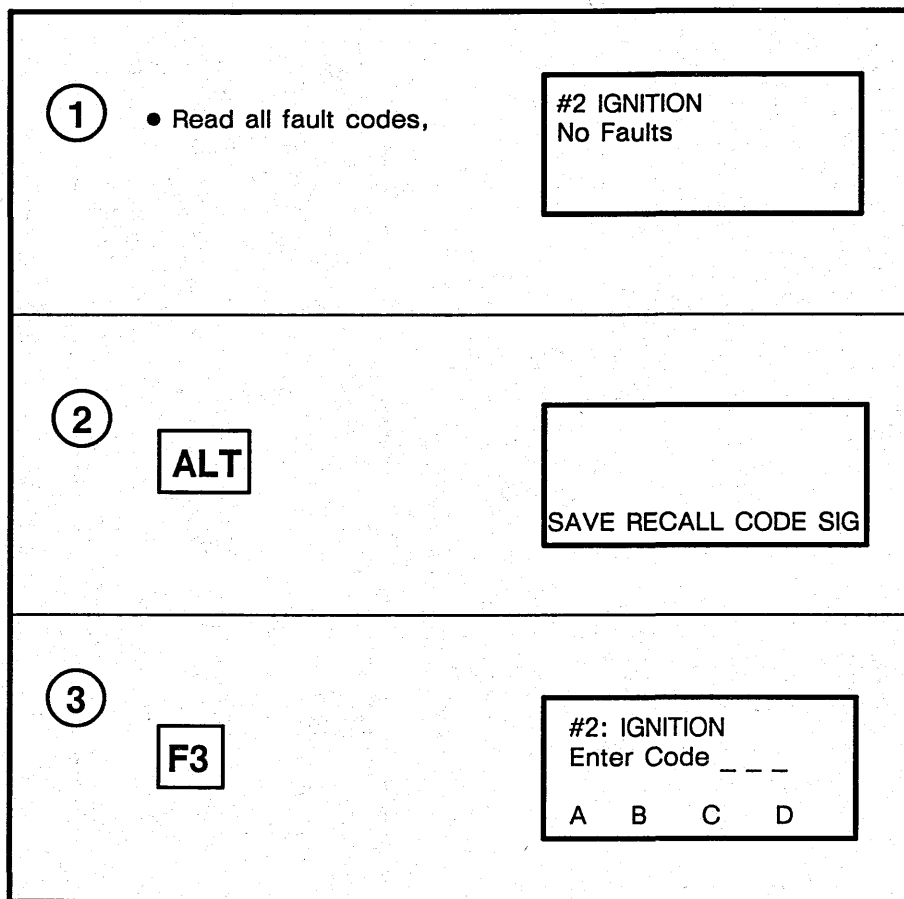 1
• Read all fault codes,
#2 IGNITION
No Faults
2
ALT
SAVE RECALL CODE SIG
3
F3
#2: IGNITION
Enter Code _ _ _
A B C D